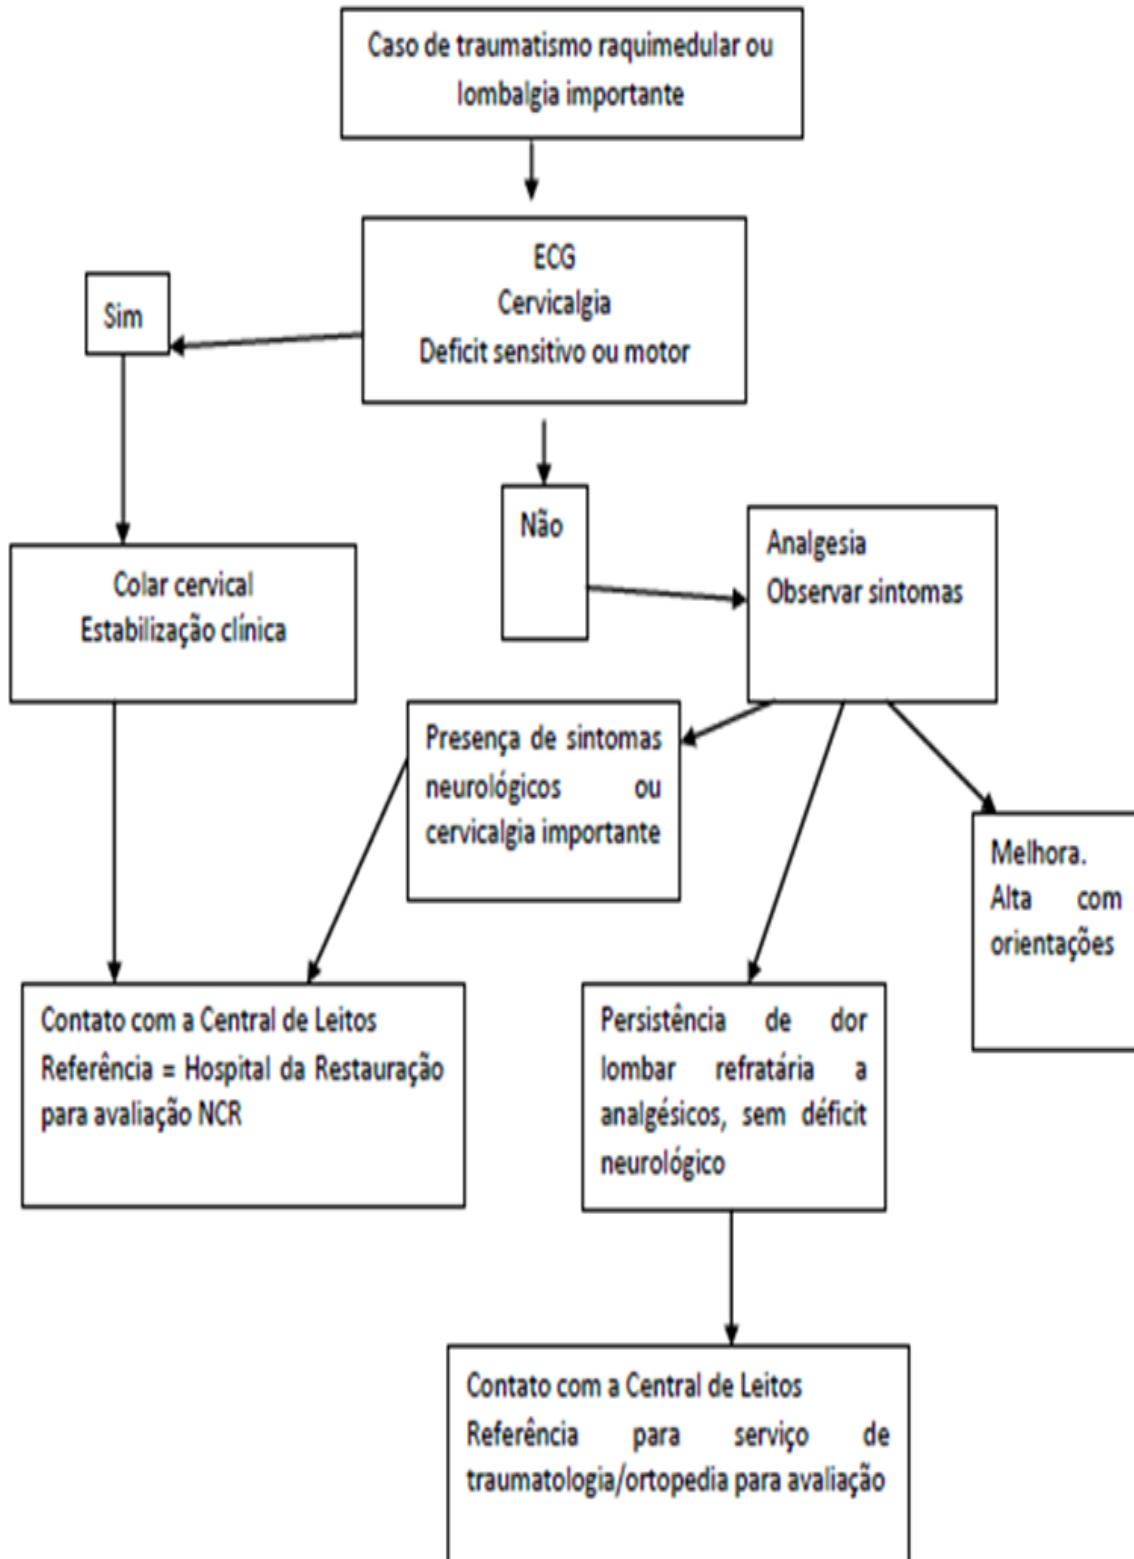 Caso de traumatismo raquimedular ou
lombalgia importante
ECG
Cervicalgia
Deficit sensitivo ou motor
Sim
Não
Analgesia
Observar sintomas
Colar cervical
Estabilização clínica
Presença de sintomas
neurológicos ou
cervicalgia importante
Melhora.
Alta com
orientações
Contato com a Central de Leitos
Referência = Hospital da Restauração
para avaliação NCR
Persistência de dor
lombar refratária a
analgésicos, sem déficit
neurológico
Contato com a Central de Leitos
Referência para serviço de
traumatologia/ortopedia para avaliação